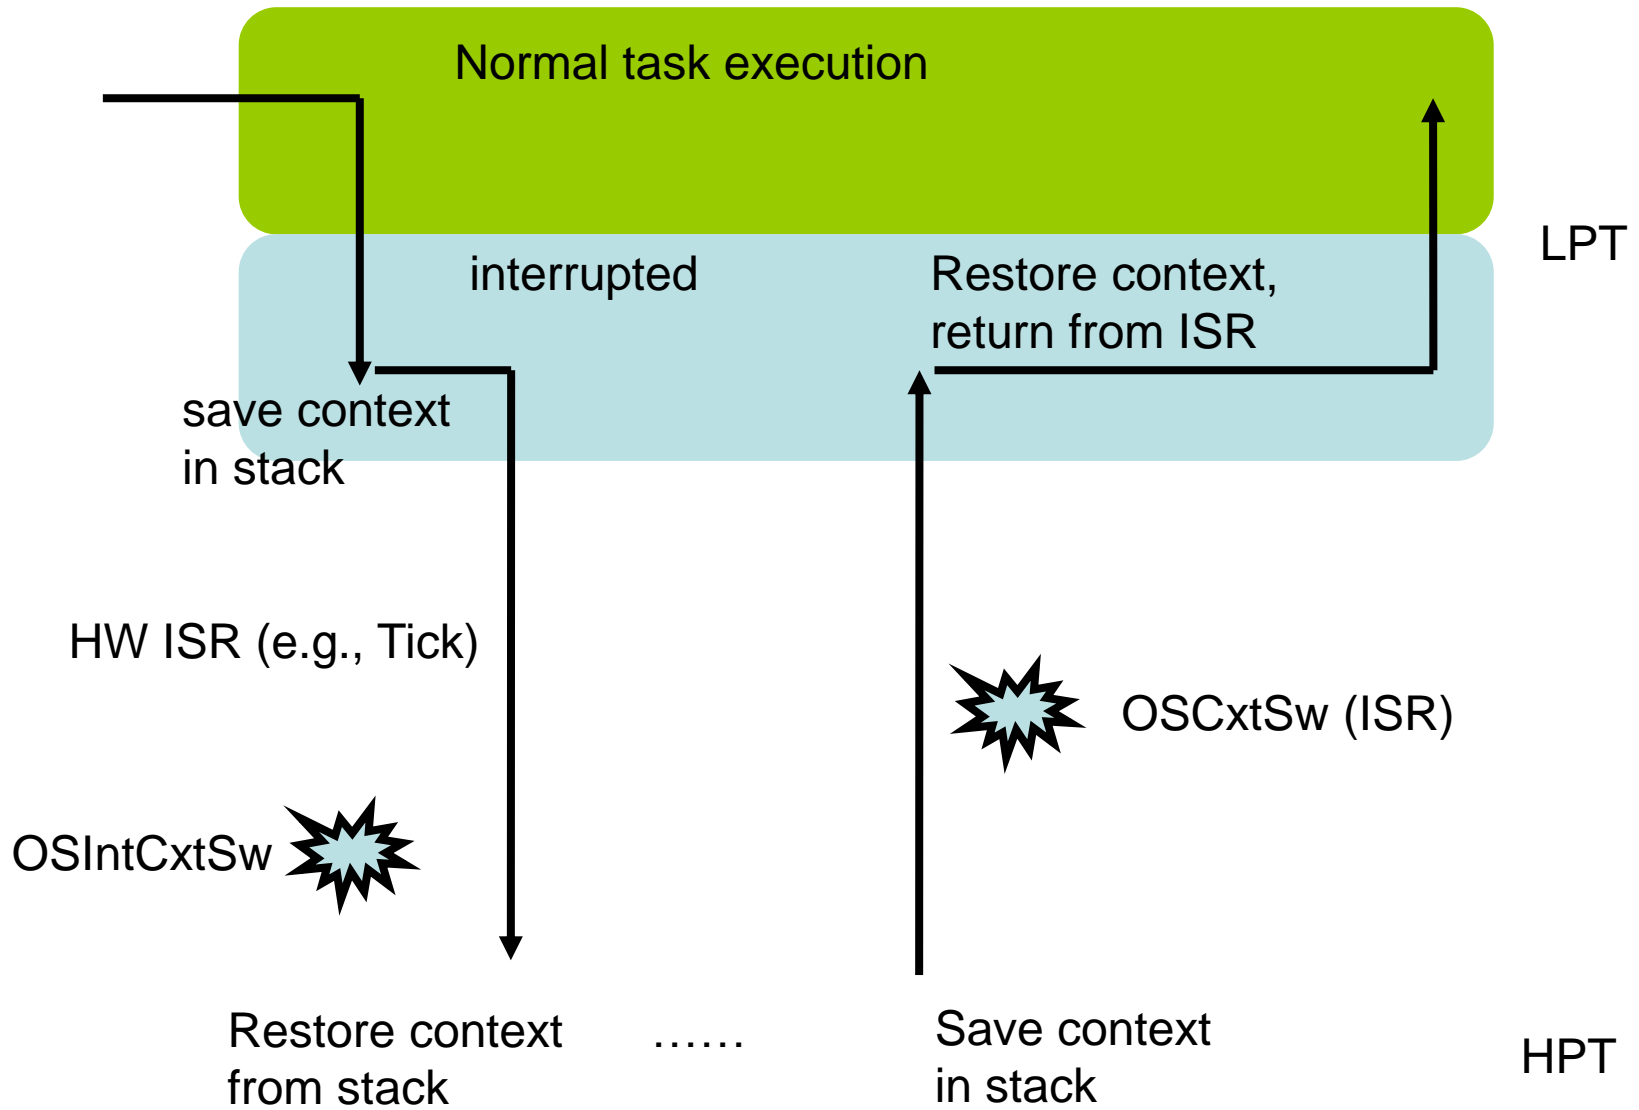 Normal task execution
LPT
interrupted
Restore context,
return from ISR
save context
in stack
HW ISR (e.g., Tick)
OSCxtSw (ISR)
OSIntCxtSw
Restore context
from stack
......
Save context
in stack
HPT